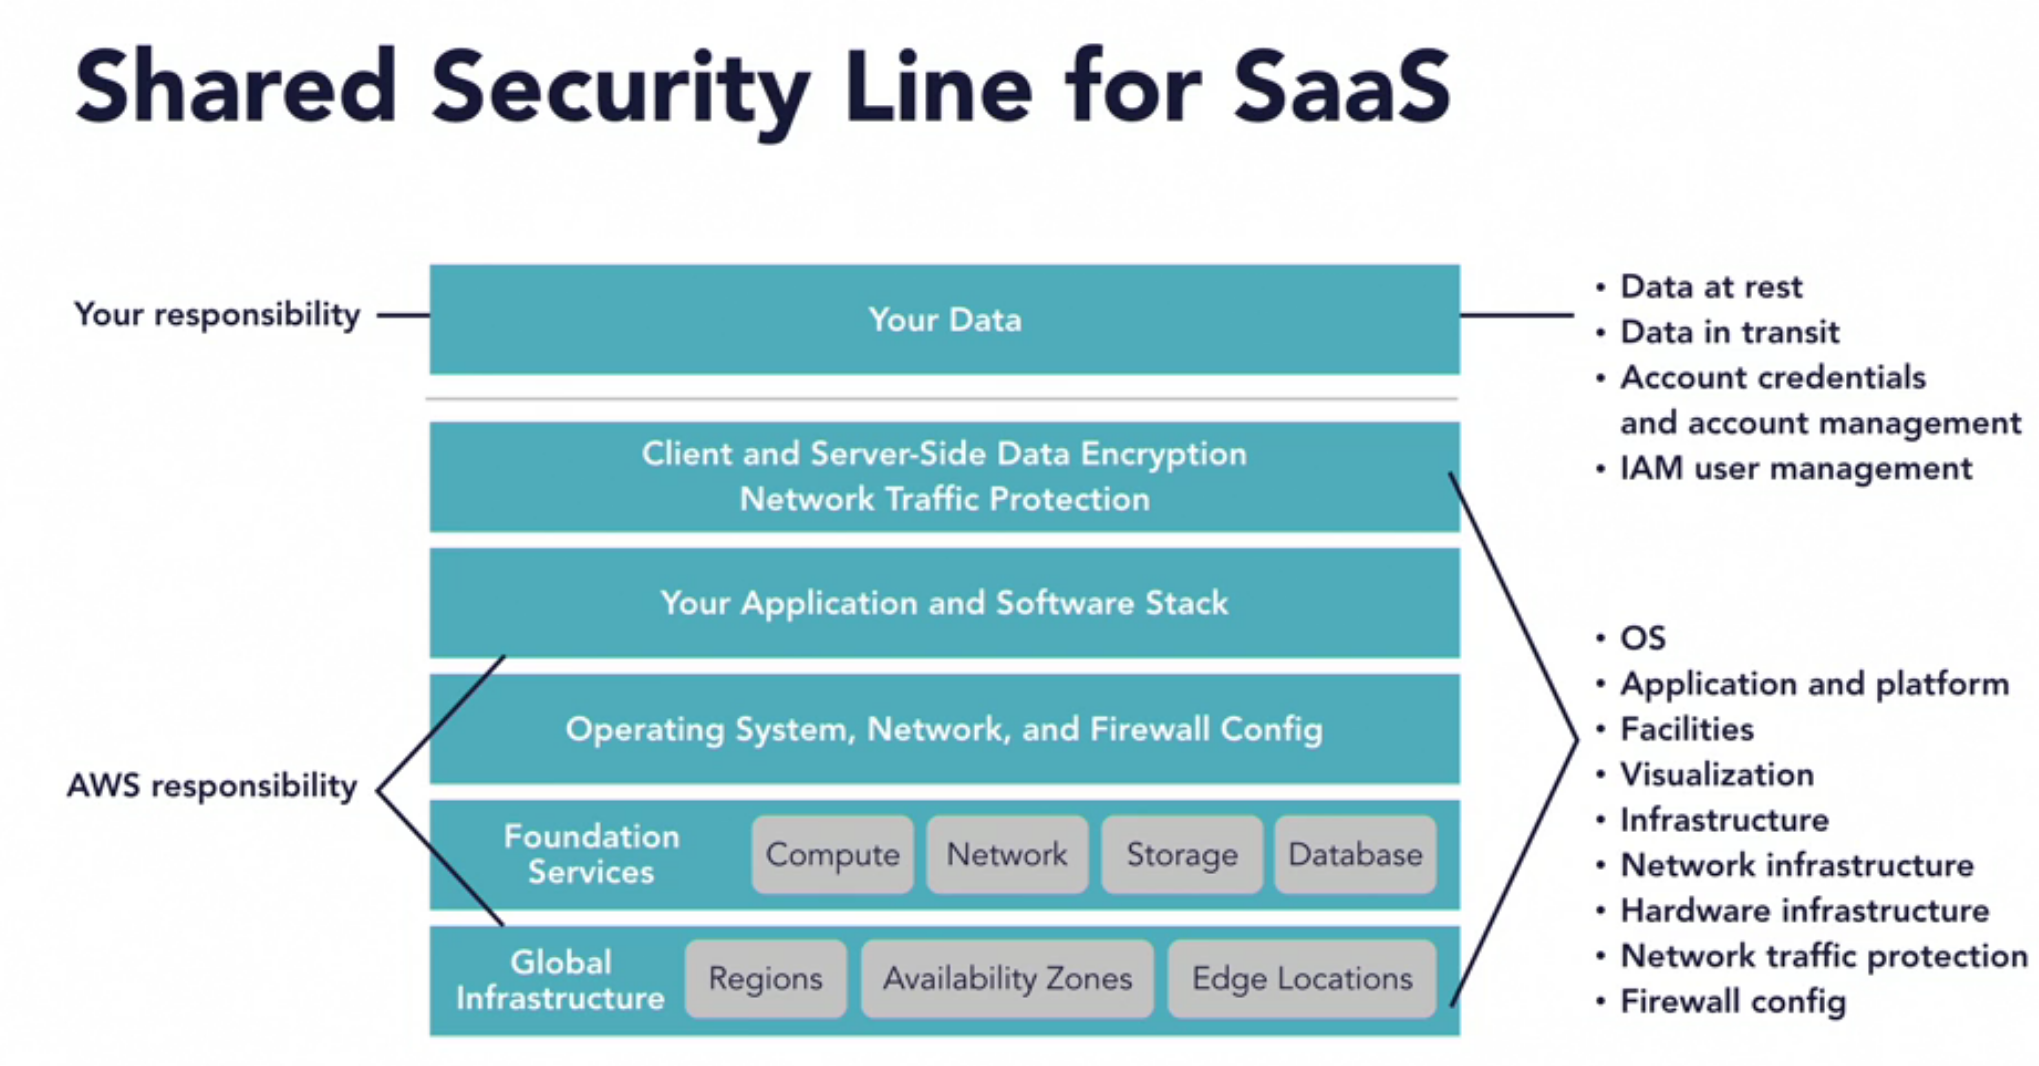 Shared Security Line for SaaS
Your responsibility
Your Data
• Data at rest
• Data in transit
• Account credentials
and account management
• IAM user management
Client and Server-Side Data Encryption
Network Traffic Protection
Your Application and Software Stack
Operating System, Network, and Firewall Config
AWS responsibility
Foundation
Services
Compute
Network
Storage
Database
Global
Infrastructure
Regions
Availability Zones
Edge Locations
• OS
• Application and platform
• Facilities
• Visualization
• Infrastructure
• Network infrastructure
• Hardware infrastructure
• Network traffic protection
• Firewall config